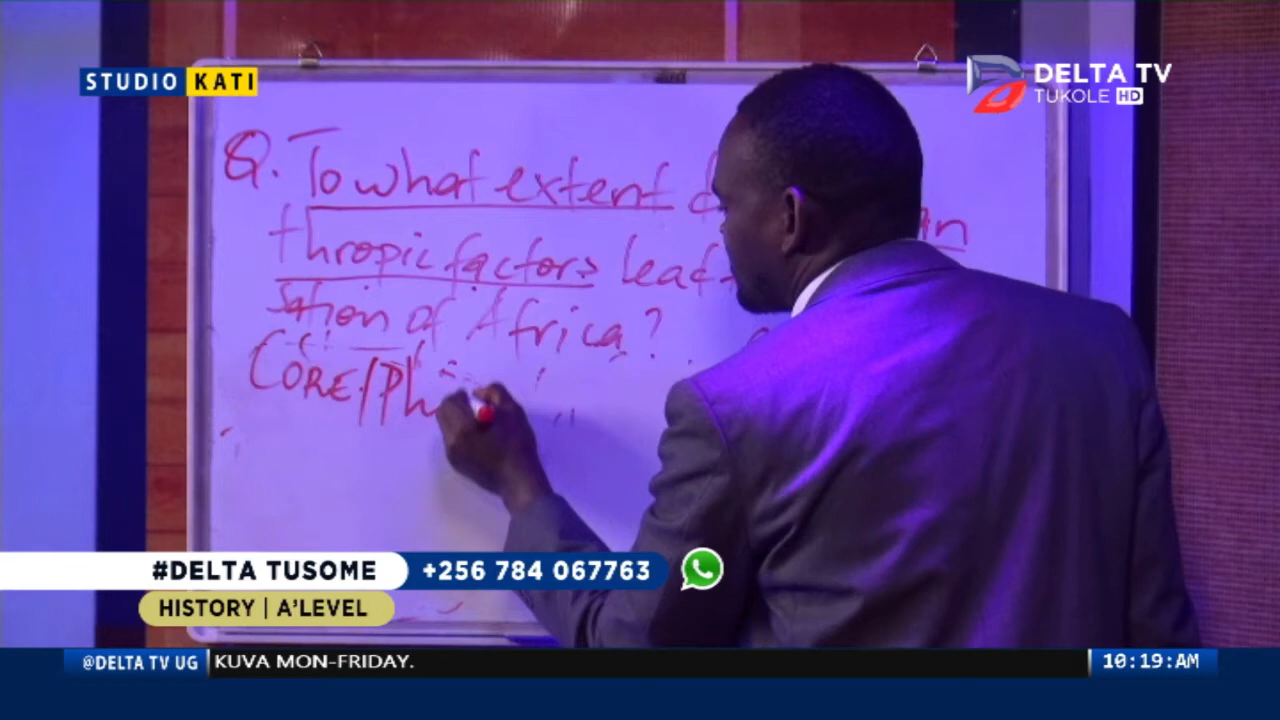 STUDIO KATI
DELTA TV
TUKOLE HD
Q. To what extent
thropic factors lead
sation of Africa?
CORE/Ph
#DELTA TUSOME
+256 784 067763
HISTORY | A'LEVEL
@DELTA TV UG
KUVA MON-FRIDAY.
10:19:AM